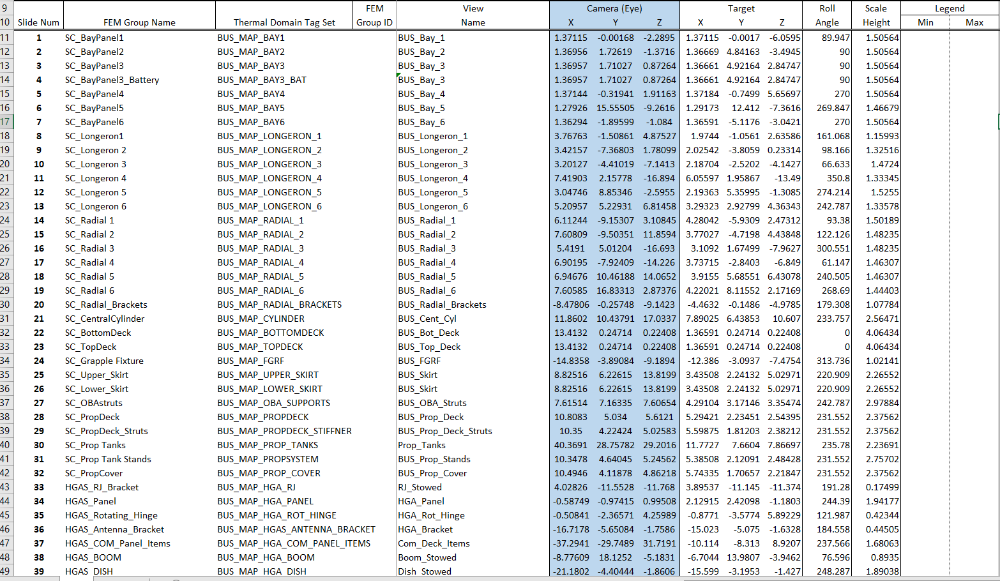 9 FEM View Camera (Eye) Target Roll Scale Legend
10 Slide Num FEM Group Name Thermal Domain Tag Set Group ID Name X Y Z X Y Z Angle Height Min Max
11 1 SC_BayPanel1 BUS_MAP_BAY1 BUS_Bay_1 1.37115 -0.00168 -2.2895 1.37115 -0.0017 -6.0595 89.947 1.50564
12 2 SC_BayPanel2 BUS_MAP_BAY2 BUS_Bay_2 1.36956 1.72619 -1.3716 1.36669 4.84163 -3.4945 90 1.50564
13 3 SC_BayPanel3 BUS_MAP_BAY3 BUS_Bay_3 1.36957 1.71027 0.87264 1.36661 4.92164 2.84747 90 1.50564
14 4 SC_BayPanel3_Battery BUS_MAP_BAY3_BAT BUS_Bay_3 1.36957 1.71027 0.87264 1.36661 4.92164 2.84747 90 1.50564
15 5 SC_BayPanel4 BUS_MAP_BAY4 BUS_Bay_4 1.37144 -0.31941 1.91163 1.37184 -0.7499 5.65697 270 1.50564
16 6 SC_BayPanel5 BUS_MAP_BAY5 BUS_Bay_5 1.27926 15.55505 -9.2616 1.29173 12.412 -7.3616 269.847 1.46679
17 7 SC_BayPanel6 BUS_MAP_BAY6 BUS_Bay_6 1.36294 -1.89599 -1.084 1.36591 -5.1176 -3.0421 270 1.50564
18 8 SC_Longeron1 BUS_MAP_LONGERON_1 BUS_Longeron_1 3.76763 -1.50861 4.87527 1.9744 -1.0561 2.63586 161.068 1.15993
19 9 SC_Longeron 2 BUS_MAP_LONGERON_2 BUS_Longeron_2 3.42157 -7.36803 1.78099 2.02542 -3.8059 0.23314 98.166 1.32516
20 10 SC_Longeron 3 BUS_MAP_LONGERON_3 BUS_Longeron_3 3.20127 -4.41019 -7.1413 2.18704 -2.5202 -4.1427 66.633 1.4724
21 11 SC_Longeron 4 BUS_MAP_LONGERON_4 BUS_Longeron_4 7.41903 2.15778 -16.894 6.05597 1.95867 -13.49 350.8 1.33345
22 12 SC_Longeron 5 BUS_MAP_LONGERON_5 BUS_Longeron_5 3.04746 8.85346 -2.5955 2.19363 5.35995 -1.3085 274.214 1.5255
23 13 SC_Longeron 6 BUS_MAP_LONGERON_6 BUS_Longeron_6 5.20957 5.22931 6.81458 3.29323 2.92799 4.36343 242.787 1.33578
24 14 SC_Radial 1 BUS_MAP_RADIAL_1 BUS_Radial_1 6.11244 -9.15307 3.10845 4.28042 -5.9309 2.47312 93.38 1.50189
25 15 SC_Radial 2 BUS_MAP_RADIAL_2 BUS_Radial_2 7.60809 -9.50351 11.8594 3.77027 -4.7198 4.43848 122.126 1.48235
26 16 SC_Radial 3 BUS_MAP_RADIAL_3 BUS_Radial_3 5.4191 5.01204 -16.693 3.1092 1.67499 -7.9627 300.551 1.48235
27 17 SC_Radial 4 BUS_MAP_RADIAL_4 BUS_Radial_4 6.90195 -7.92409 -14.226 3.73715 -2.8403 -6.849 61.147 1.46307
28 18 SC_Radial 5 BUS_MAP_RADIAL_5 BUS_Radial_5 6.94676 10.46188 14.0652 3.9155 5.68551 6.43078 240.505 1.46307
29 19 SC_Radial 6 BUS_MAP_RADIAL_6 BUS_Radial_6 7.60585 16.83313 2.87376 4.22021 8.11552 2.17169 268.69 1.44403
30 20 SC_Radial_Brackets BUS_MAP_RADIAL_BRACKETS BUS_Radial_Brackets -8.47806 -0.25748 -9.1423 -4.4632 -0.1486 -4.9785 179.308 1.07784
31 21 SC_CentralCylinder BUS_MAP_CYLINDER BUS_Cent_Cyl 11.8602 10.43791 17.0337 7.89025 6.43853 10.607 233.757 2.56471
32 22 SC_BottomDeck BUS_MAP_BOTTOMDECK BUS_Bot_Deck 13.4132 0.24714 0.22408 1.36591 0.24714 0.22408 0 4.06434
33 23 SC_TopDeck BUS_MAP_TOPDECK BUS_Top_Deck 13.4132 0.24714 0.22408 1.36591 0.24714 0.22408 0 4.06434
34 24 SC_Grapple Fixture BUS_MAP_FGRF BUS_FGRF -14.8358 -3.89084 -9.1894 -12.386 -3.0937 -7.4754 313.736 1.02141
35 25 SC_Upper_Skirt BUS_MAP_UPPER_SKIRT BUS_Skirt 8.82516 6.22615 13.8199 3.43508 2.24132 5.02971 220.909 2.26552
36 26 SC_Lower_Skirt BUS_MAP_LOWER_SKIRT BUS_Skirt 8.82516 6.22615 13.8199 3.43508 2.24132 5.02971 220.909 2.26552
37 27 SC_OBAstruts BUS_MAP_OBA_SUPPORTS BUS_OBA_Struts 7.61514 7.16335 7.60654 4.29104 3.17146 3.35474 242.787 2.97884
38 28 SC_PropDeck BUS_MAP_PROPDECK BUS_Prop_Deck 10.8083 5.034 5.6121 5.29421 2.23451 2.54395 231.552 2.37562
39 29 SC_PropDeck_Struts BUS_MAP_PROPDECK_STIFFNER BUS_Prop_Deck_Struts 10.35 4.22424 5.02583 5.59875 1.81203 2.38212 231.552 2.37562
40 30 SC_Prop Tanks BUS_MAP_PROP_TANKS Prop_Tanks 40.3691 28.75782 29.2016 11.7727 7.6604 7.86697 235.78 2.23691
41 31 SC_Prop Tank Stands BUS_MAP_PROPSYSTEM BUS_Prop_Stands 10.3478 4.64045 5.24562 5.38508 2.12091 2.48428 231.552 2.75702
42 32 SC_PropCover BUS_MAP_PROP_COVER BUS_Prop_Cover 10.4946 4.11878 4.86218 5.74335 1.70657 2.21847 231.552 2.37562
43 33 HGAS_RJ_Bracket BUS_MAP_HGA_RJ RJ_Stowed 4.02826 -11.5528 -11.768 3.89537 -11.145 -11.374 191.28 0.17499
44 34 HGAS_Panel BUS_MAP_HGA_PANEL HGA_Panel -0.58749 -0.97415 0.99508 2.12915 2.42098 -1.1803 244.39 1.94177
45 35 HGAS_Rotating_Hinge BUS_MAP_HGA_ROT_HINGE HGA_Rot_Hinge -0.50841 -2.36571 4.25989 -0.8771 -3.5774 5.89229 121.987 0.42344
46 36 HGAS_Antenna_Bracket BUS_MAP_HGAS_ANTENNA_BRACKET HGA_Bracket -16.7178 -5.65084 -1.7586 -15.023 -5.075 -1.6328 184.558 0.44505
47 37 HGAS_COM_Panel_Items BUS_MAP_HGA_COM_PANEL_ITEMS Com_Deck_Items -37.2941 -29.7489 31.7191 -10.114 -8.313 8.9207 237.566 1.68063
48 38 HGAS_BOOM BUS_MAP_HGA_BOOM Boom_Stowed -8.77609 18.1252 -5.1831 -6.7044 13.9807 -3.9462 76.596 0.8935
49 39 HGAS_DISH BUS_MAP_HGA_DISH Dish_Stowed -21.1802 -4.40444 -1.8606 -15.599 -3.1953 -1.427 248.287 1.89038